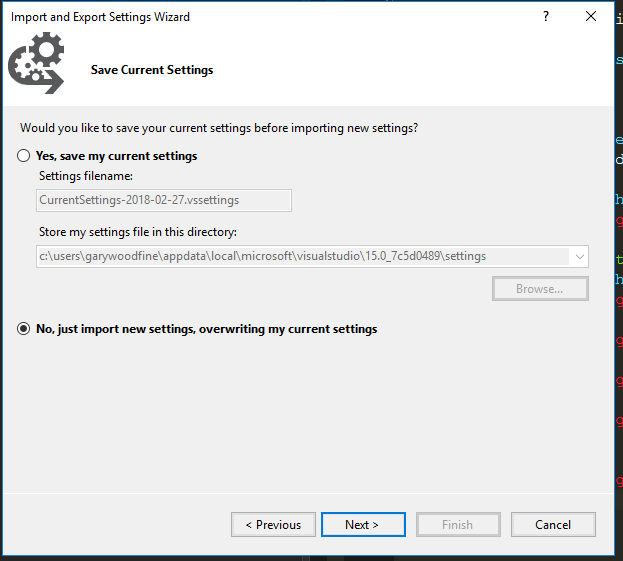 Import and Export Settings Wizard
?
Save Current Settings
Would you like to save your current settings before importing new settings?
Yes, save my current settings
Settings filename:
CurrentSettings-2018-02-27.vssettings
Store my settings file in this directory:
c:\users\garywoodfine\appdata\local\microsoft\visualstudio\15.0_7c5d0489\settings
Browse...
No, just import new settings, overwriting my current settings
< Previous
Next >
Finish
Cancel